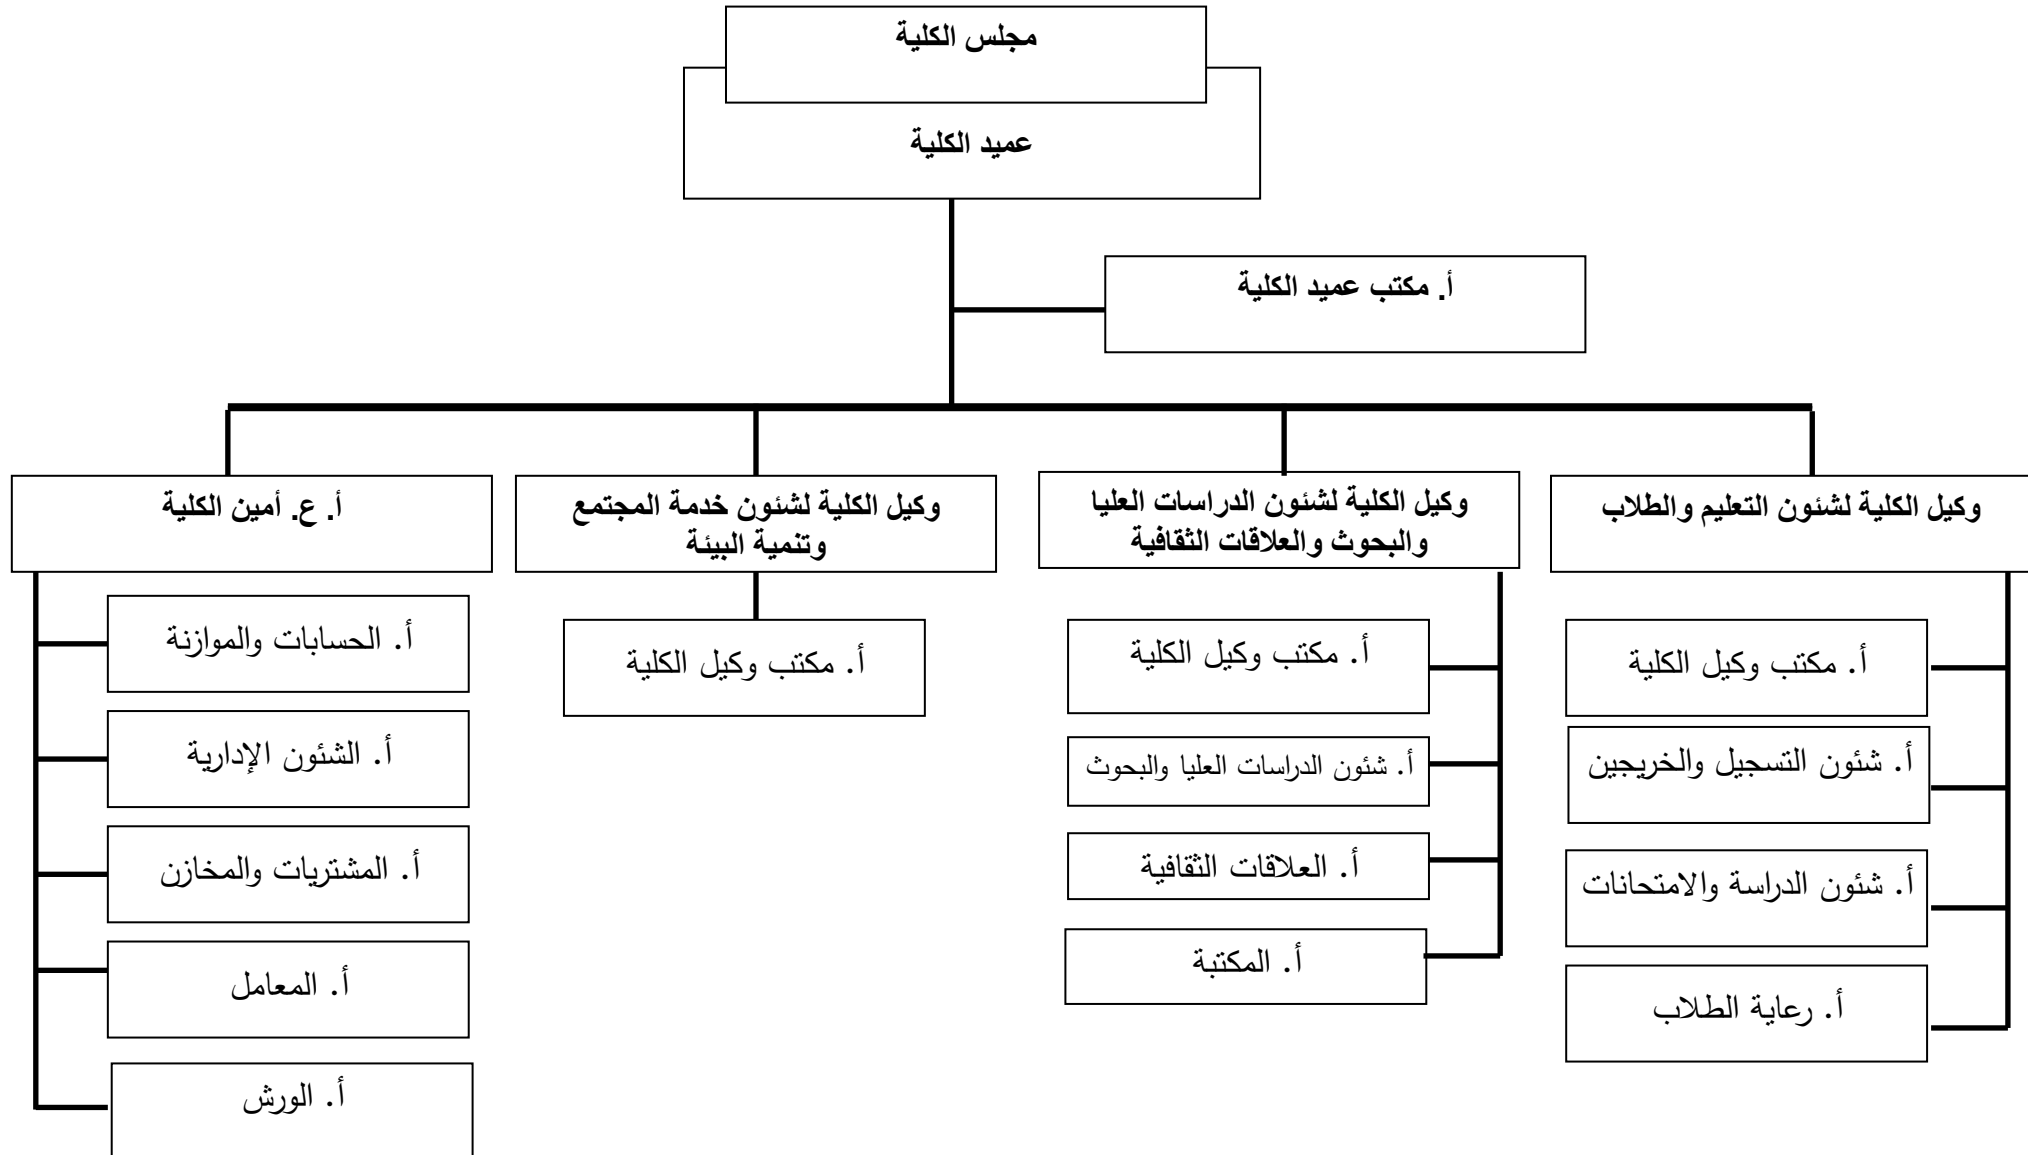 مجلس الكلية
عميد الكلية
أ. مكتب عميد الكلية
وكيل الكلية لشئون التعليم والطلاب
أ. مكتب وكيل الكلية
أ. شئون التسجيل والخريجين
أ. شئون الدراسة والامتحانات
أ. رعاية الطلاب
وكيل الكلية لشئون الدراسات العليا
والبحوث والعلاقات الثقافية
أ. مكتب وكيل الكلية
أ. شئون الدراسات العليا والبحوث
أ. العلاقات الثقافية
أ. المكتبة
وكيل الكلية لشئون خدمة المجتمع
وتنمية البيئة
أ. مكتب وكيل الكلية
أ. ع. أمين الكلية
أ. الحسابات والموازنة
أ. الشئون الإدارية
أ. المشتريات والمخازن
أ. المعامل
أ. الورش